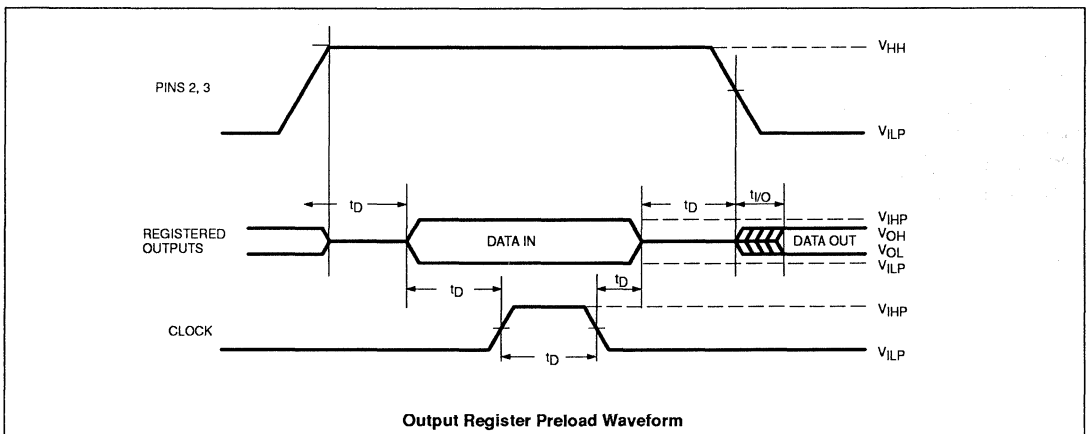 VHH
PINS 2, 3
VILP
tD
tD
tI/O
VIHP
REGISTERED
OUTPUTS
DATA IN
DATA OUT
VOH
VOL
VILP
tD
tD
VIHP
CLOCK
tD
VILP
Output Register Preload Waveform